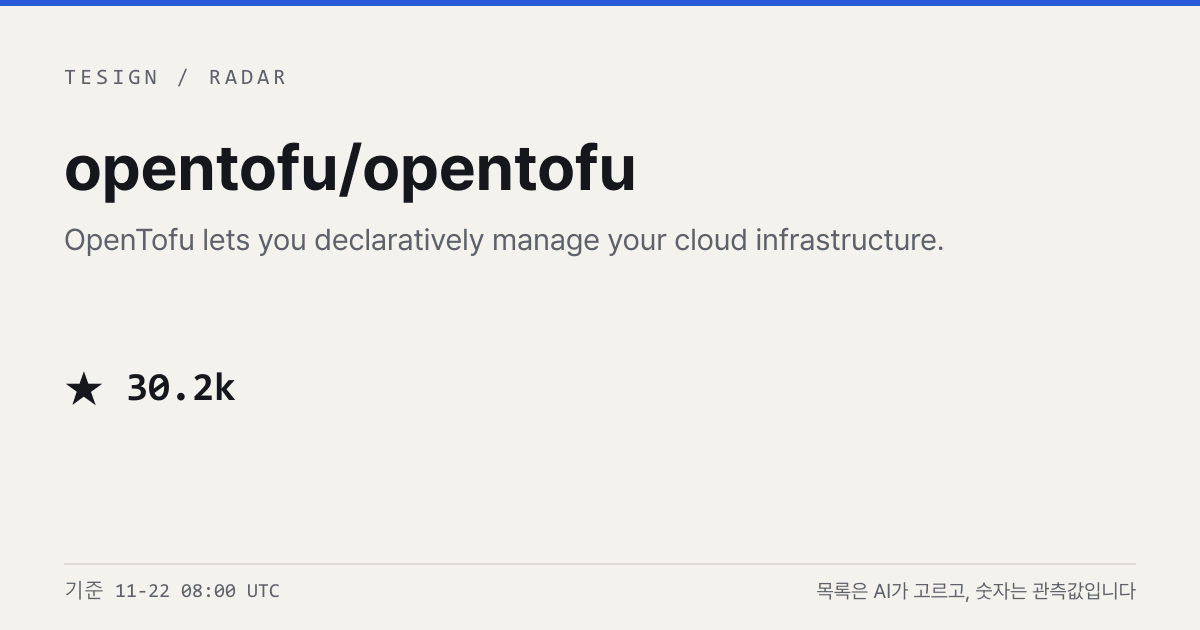 TESIGN / RADAR
opentofu/opentofu
OpenTofu lets you declaratively manage your cloud infrastructure.
★ 30.2k
기준 11-22 08:00 UTC
목록은 AI가 고르고, 숫자는 관측값입니다